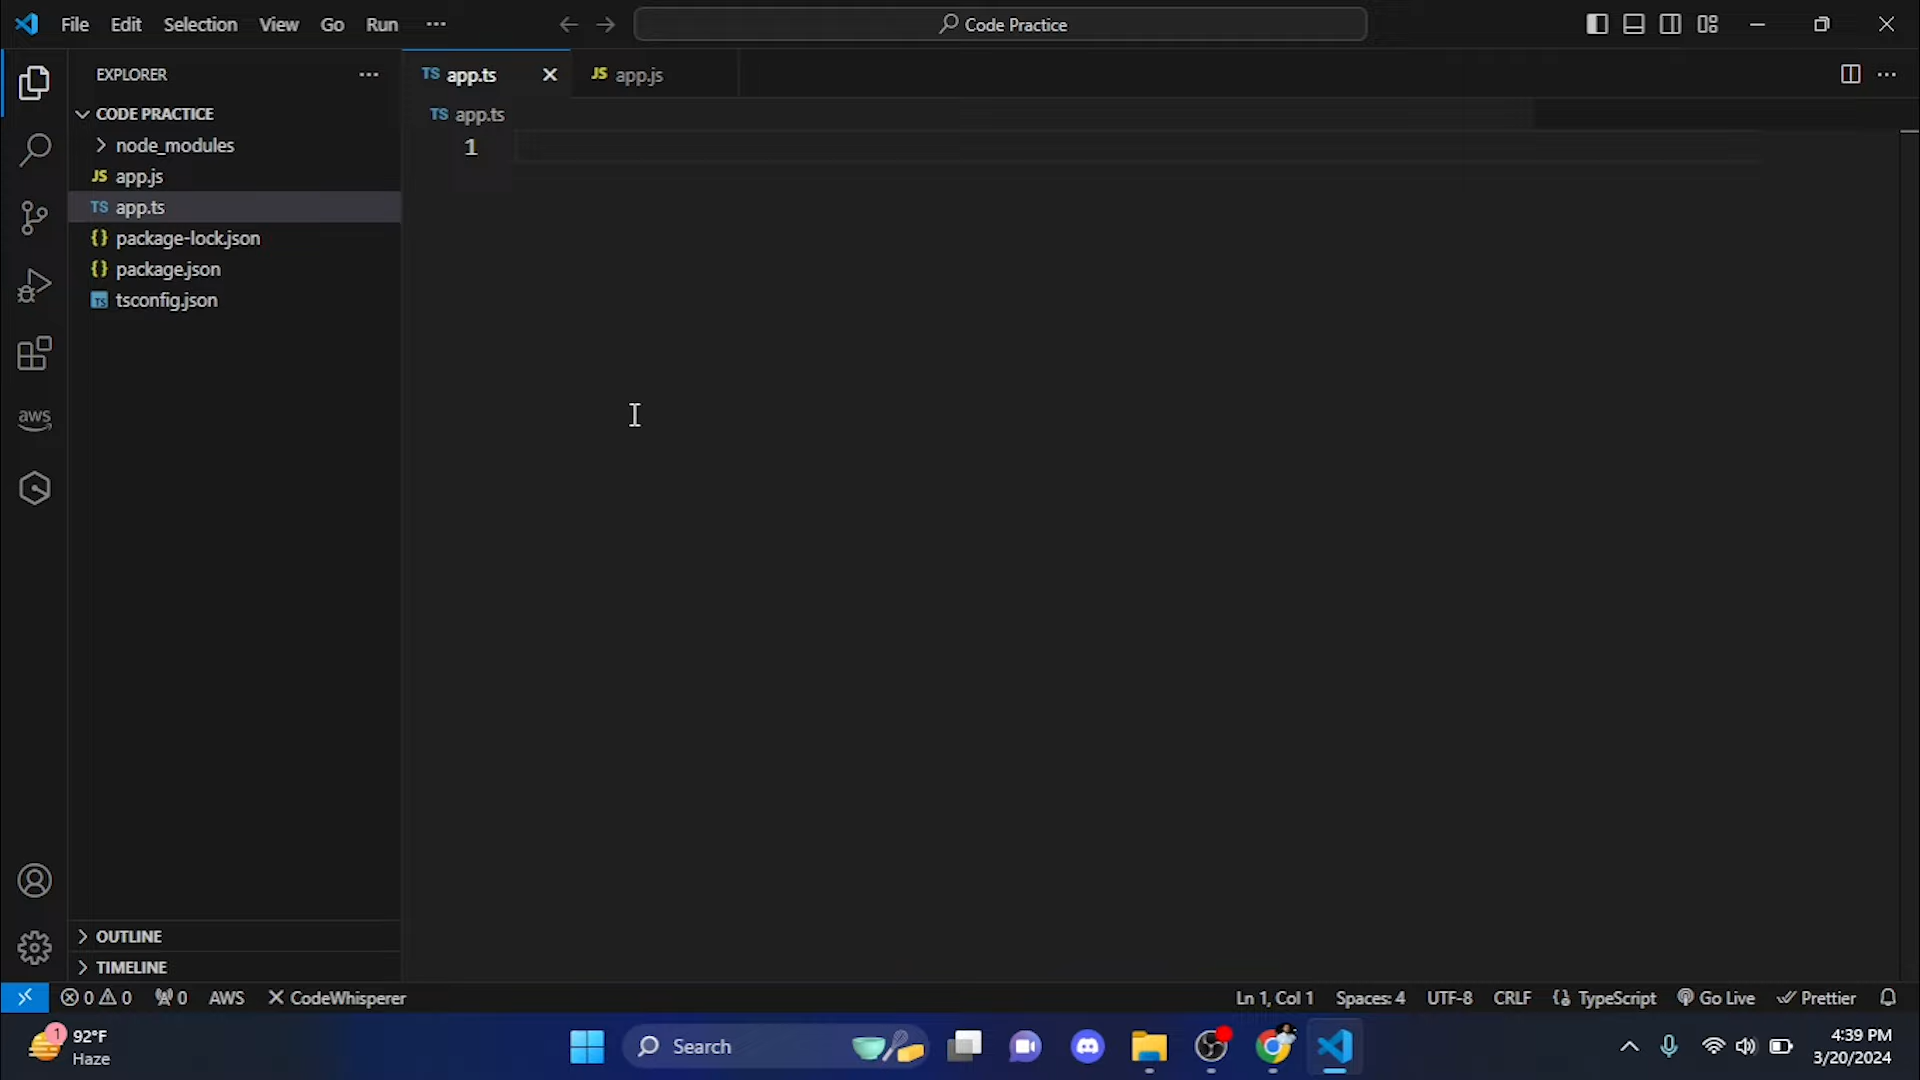 File Edit Selection View Go Run ··· Code Practice
EXPLORER ···
TS app.ts JS app.js ···
CODE PRACTICE
TS app.ts
node_modules
1
JS app.js
TS app.ts
{} package-lock.json
{} package.json
TS tsconfig.json
aws
OUTLINE
TIMELINE
0 0 0 AWS CodeWhisperer Ln 1, Col 1 Spaces: 4 UTF-8 CRLF {} TypeScript Go Live Prettier
1 92°F
Haze
Search
4:39 PM
3/20/2024